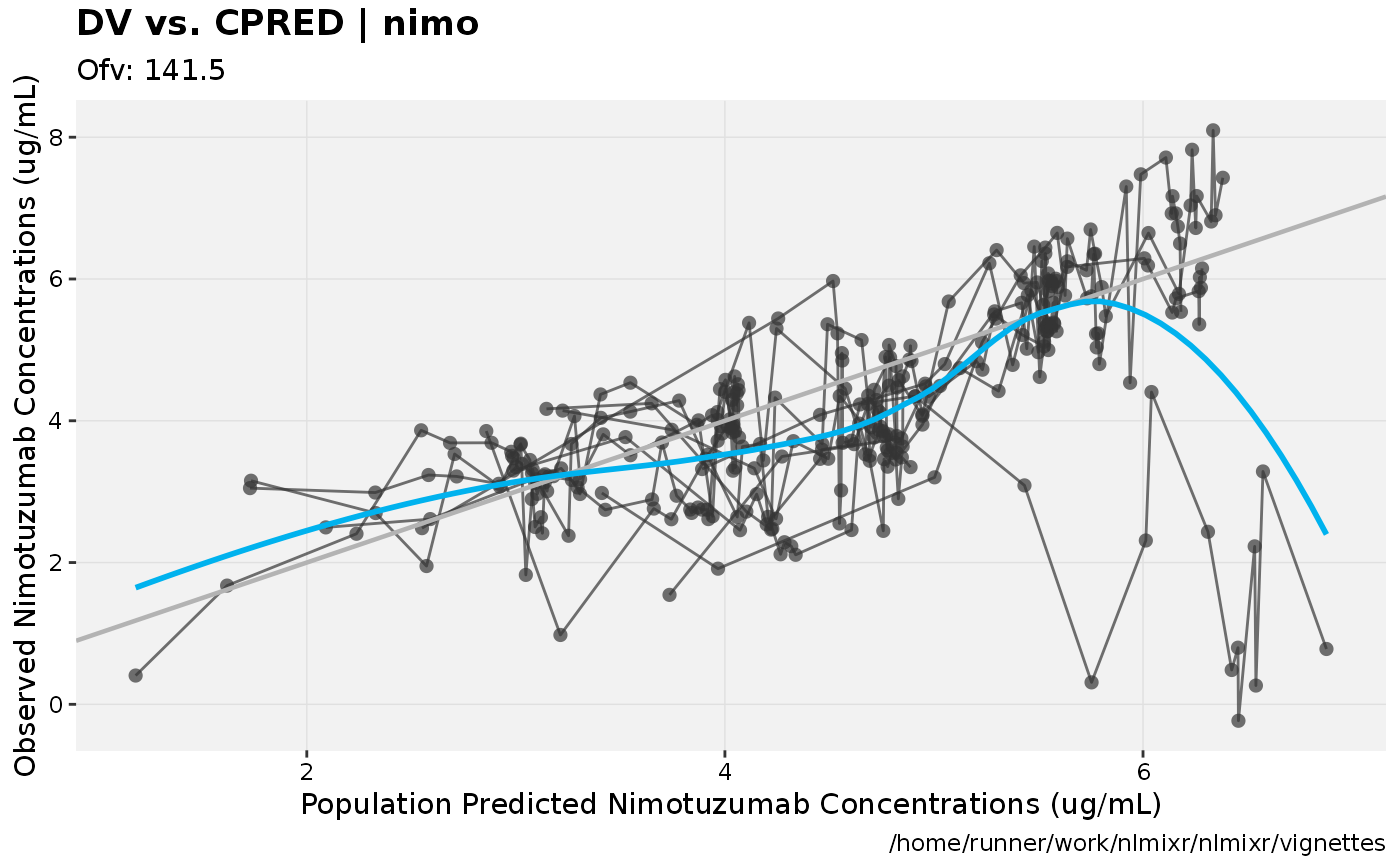 DV vs. CPRED | nimo
Ofv: 141.5
Observed Nimotuzumab Concentrations (ug/mL)
8
6
4
2
0
2 4 6
Population Predicted Nimotuzumab Concentrations (ug/mL)
/home/runner/work/nlmixr/nlmixr/vignettes